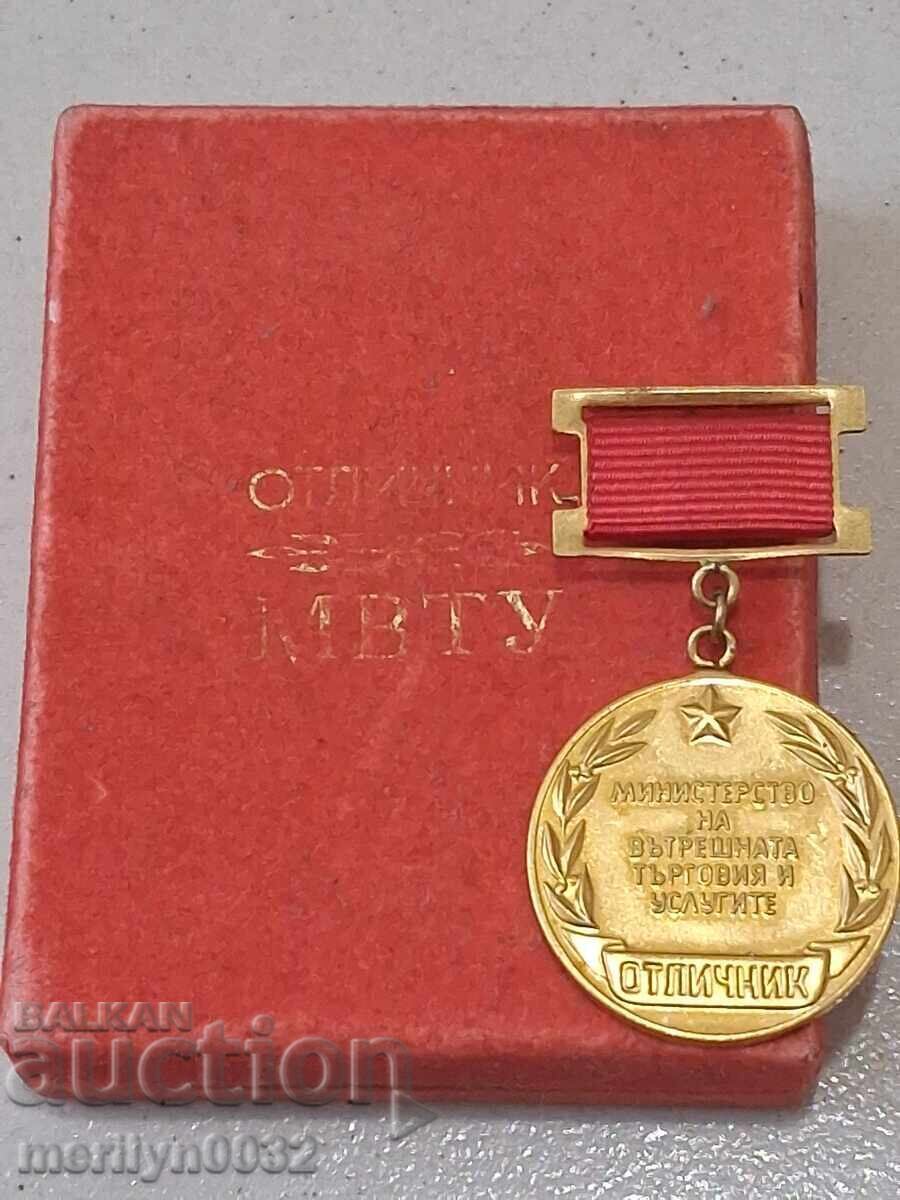 ОТЛИЧНИК
МВТУ
МИНИСТЕРСТВО
НА
ВЪТРЕШНАТА
ТЪРГОВИЯ И
УСЛУГИТЕ
ОТЛИЧНИК
BALKAN
auction
merilyn0032